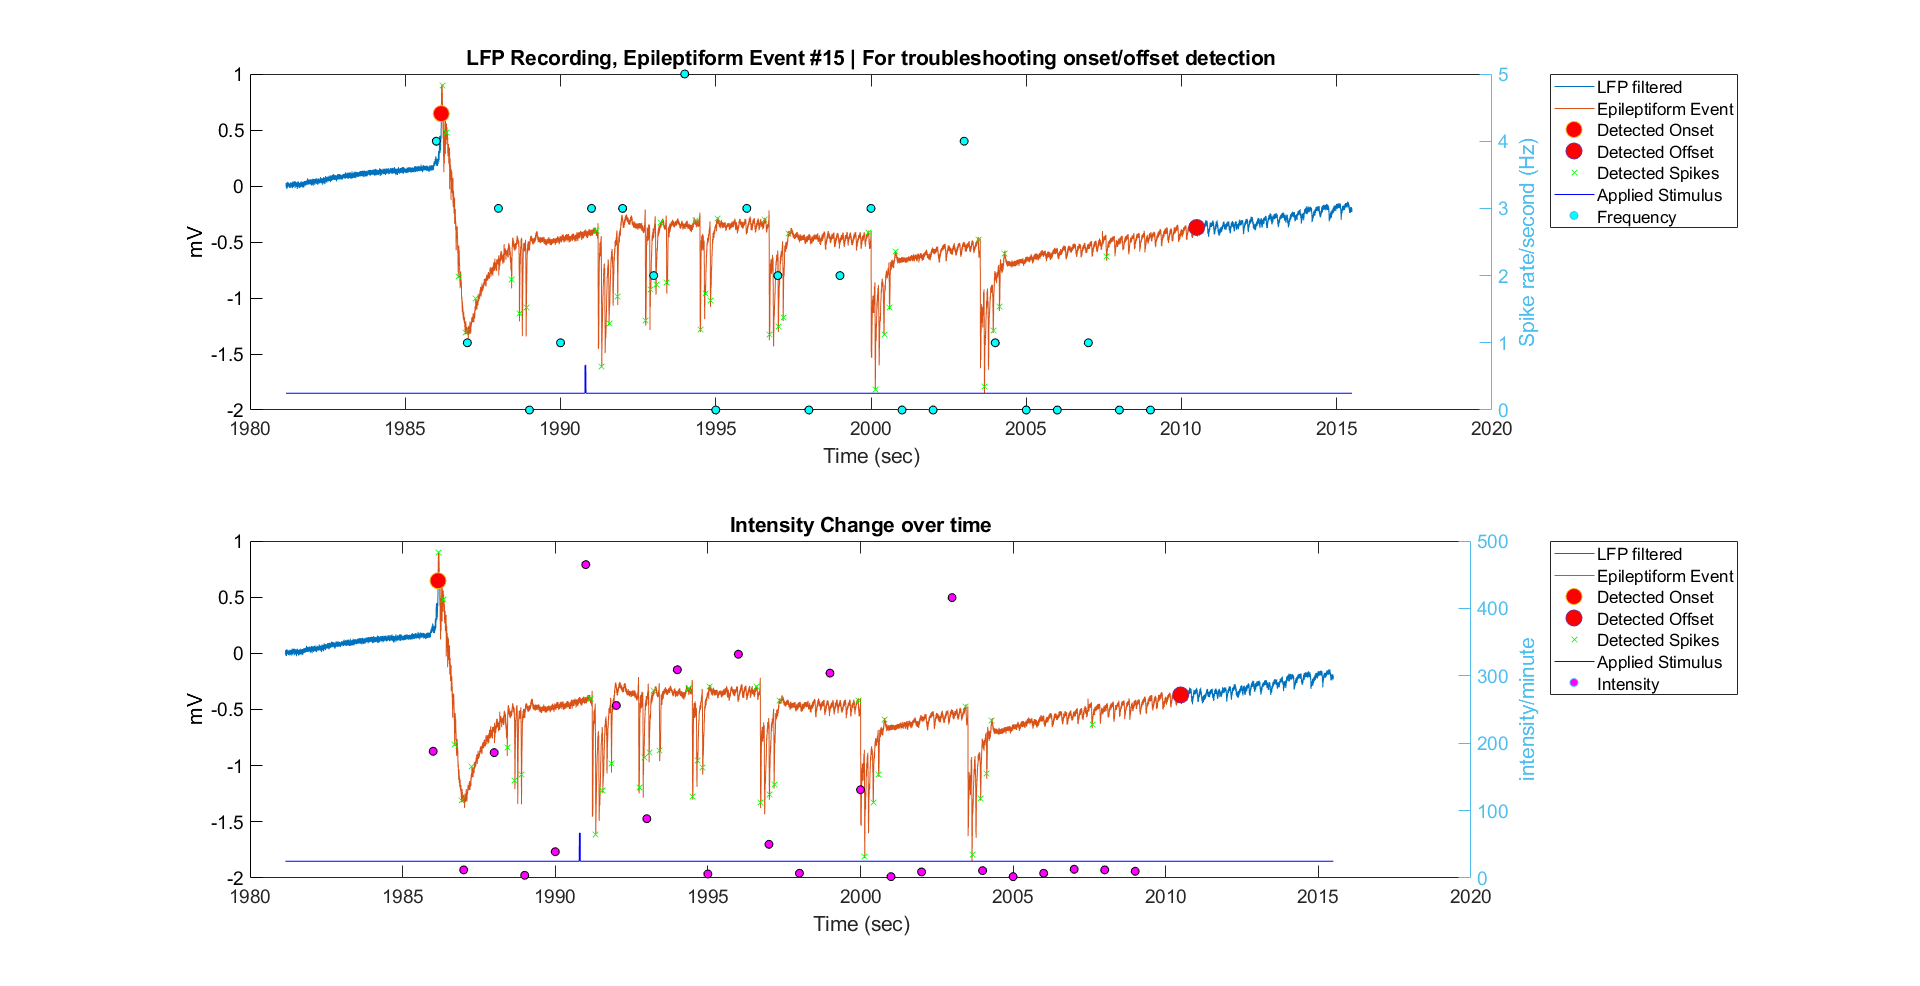 LFP Recording, Epileptiform Event #15 | For troubleshooting onset/offset detection
1
0.5
0
-0.5
-1
-1.5
-2
mV
5
4
3
2
1
0
Spike rate/second (Hz)
1980 1985 1990 1995 2000 2005 2010 2015 2020
Time (sec)
LFP filtered
Epileptiform Event
Detected Onset
Detected Offset
Detected Spikes
Applied Stimulus
Frequency
Intensity Change over time
1
0.5
0
-0.5
-1
-1.5
-2
mV
500
400
300
200
100
0
intensity/minute
1980 1985 1990 1995 2000 2005 2010 2015 2020
Time (sec)
LFP filtered
Epileptiform Event
Detected Onset
Detected Offset
Detected Spikes
Applied Stimulus
Intensity